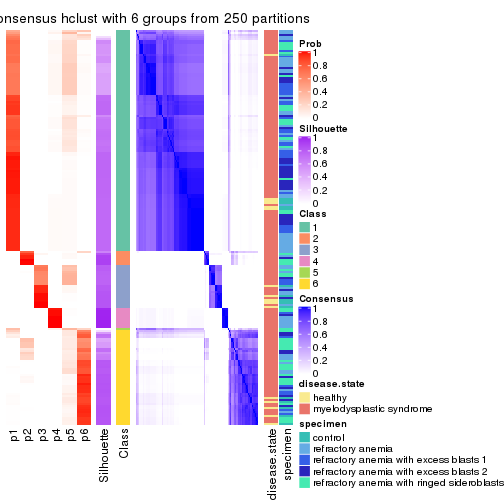 onsensus hclust with 6 groups from 250 partitions
Prob
1
0.8
0.6
0.4
0.2
0
Silhouette
1
0.8
0.6
0.4
0.2
0
Class
1
2
3
4
5
6
Consensus
1
0.8
0.6
0.4
0.2
0
disease.state
healthy
myelodysplastic syndrome
specimen
control
refractory anemia
refractory anemia with excess blasts 1
refractory anemia with excess blasts 2
refractory anemia with ringed sideroblasts
p1
p2
p3
p4
p5
p6
Silhouette
Class
disease.state
specimen